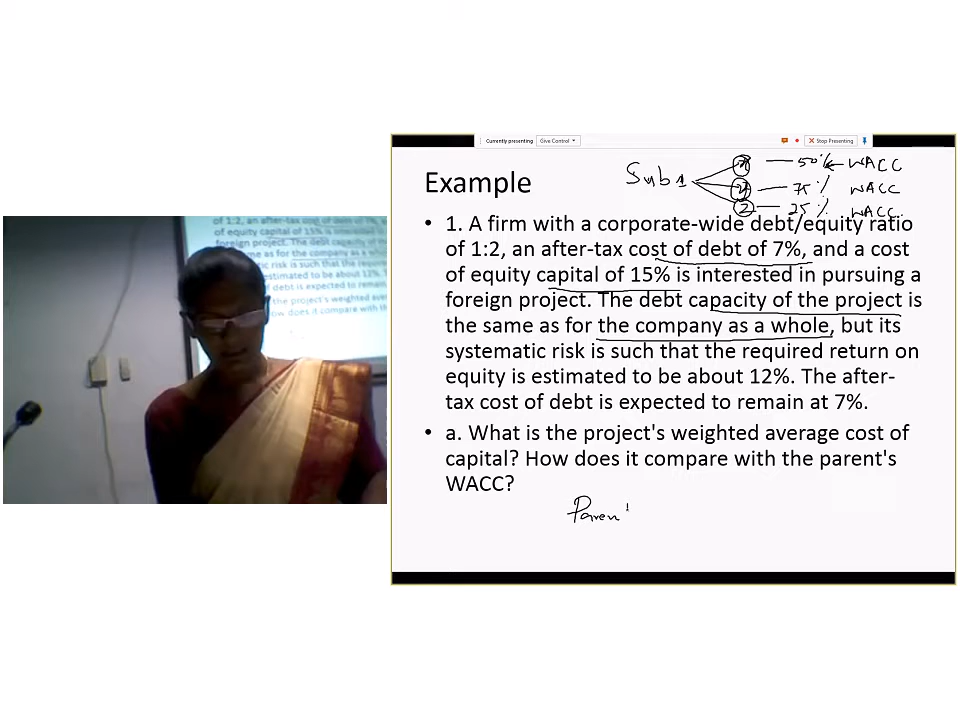 Currently presenting Give Control Stop Presenting
Example
Sub 1
50% WACC
y 75% WACC
z 25% WACC
• 1. A firm with a corporate-wide debt/equity ratio
of 1:2, an after-tax cost of debt of 7%, and a cost
of equity capital of 15% is interested in pursuing a
foreign project. The debt capacity of the project is
the same as for the company as a whole, but its
systematic risk is such that the required return on
equity is estimated to be about 12%. The after-
tax cost of debt is expected to remain at 7%.
• a. What is the project's weighted average cost of
capital? How does it compare with the parent's
WACC?
Paren